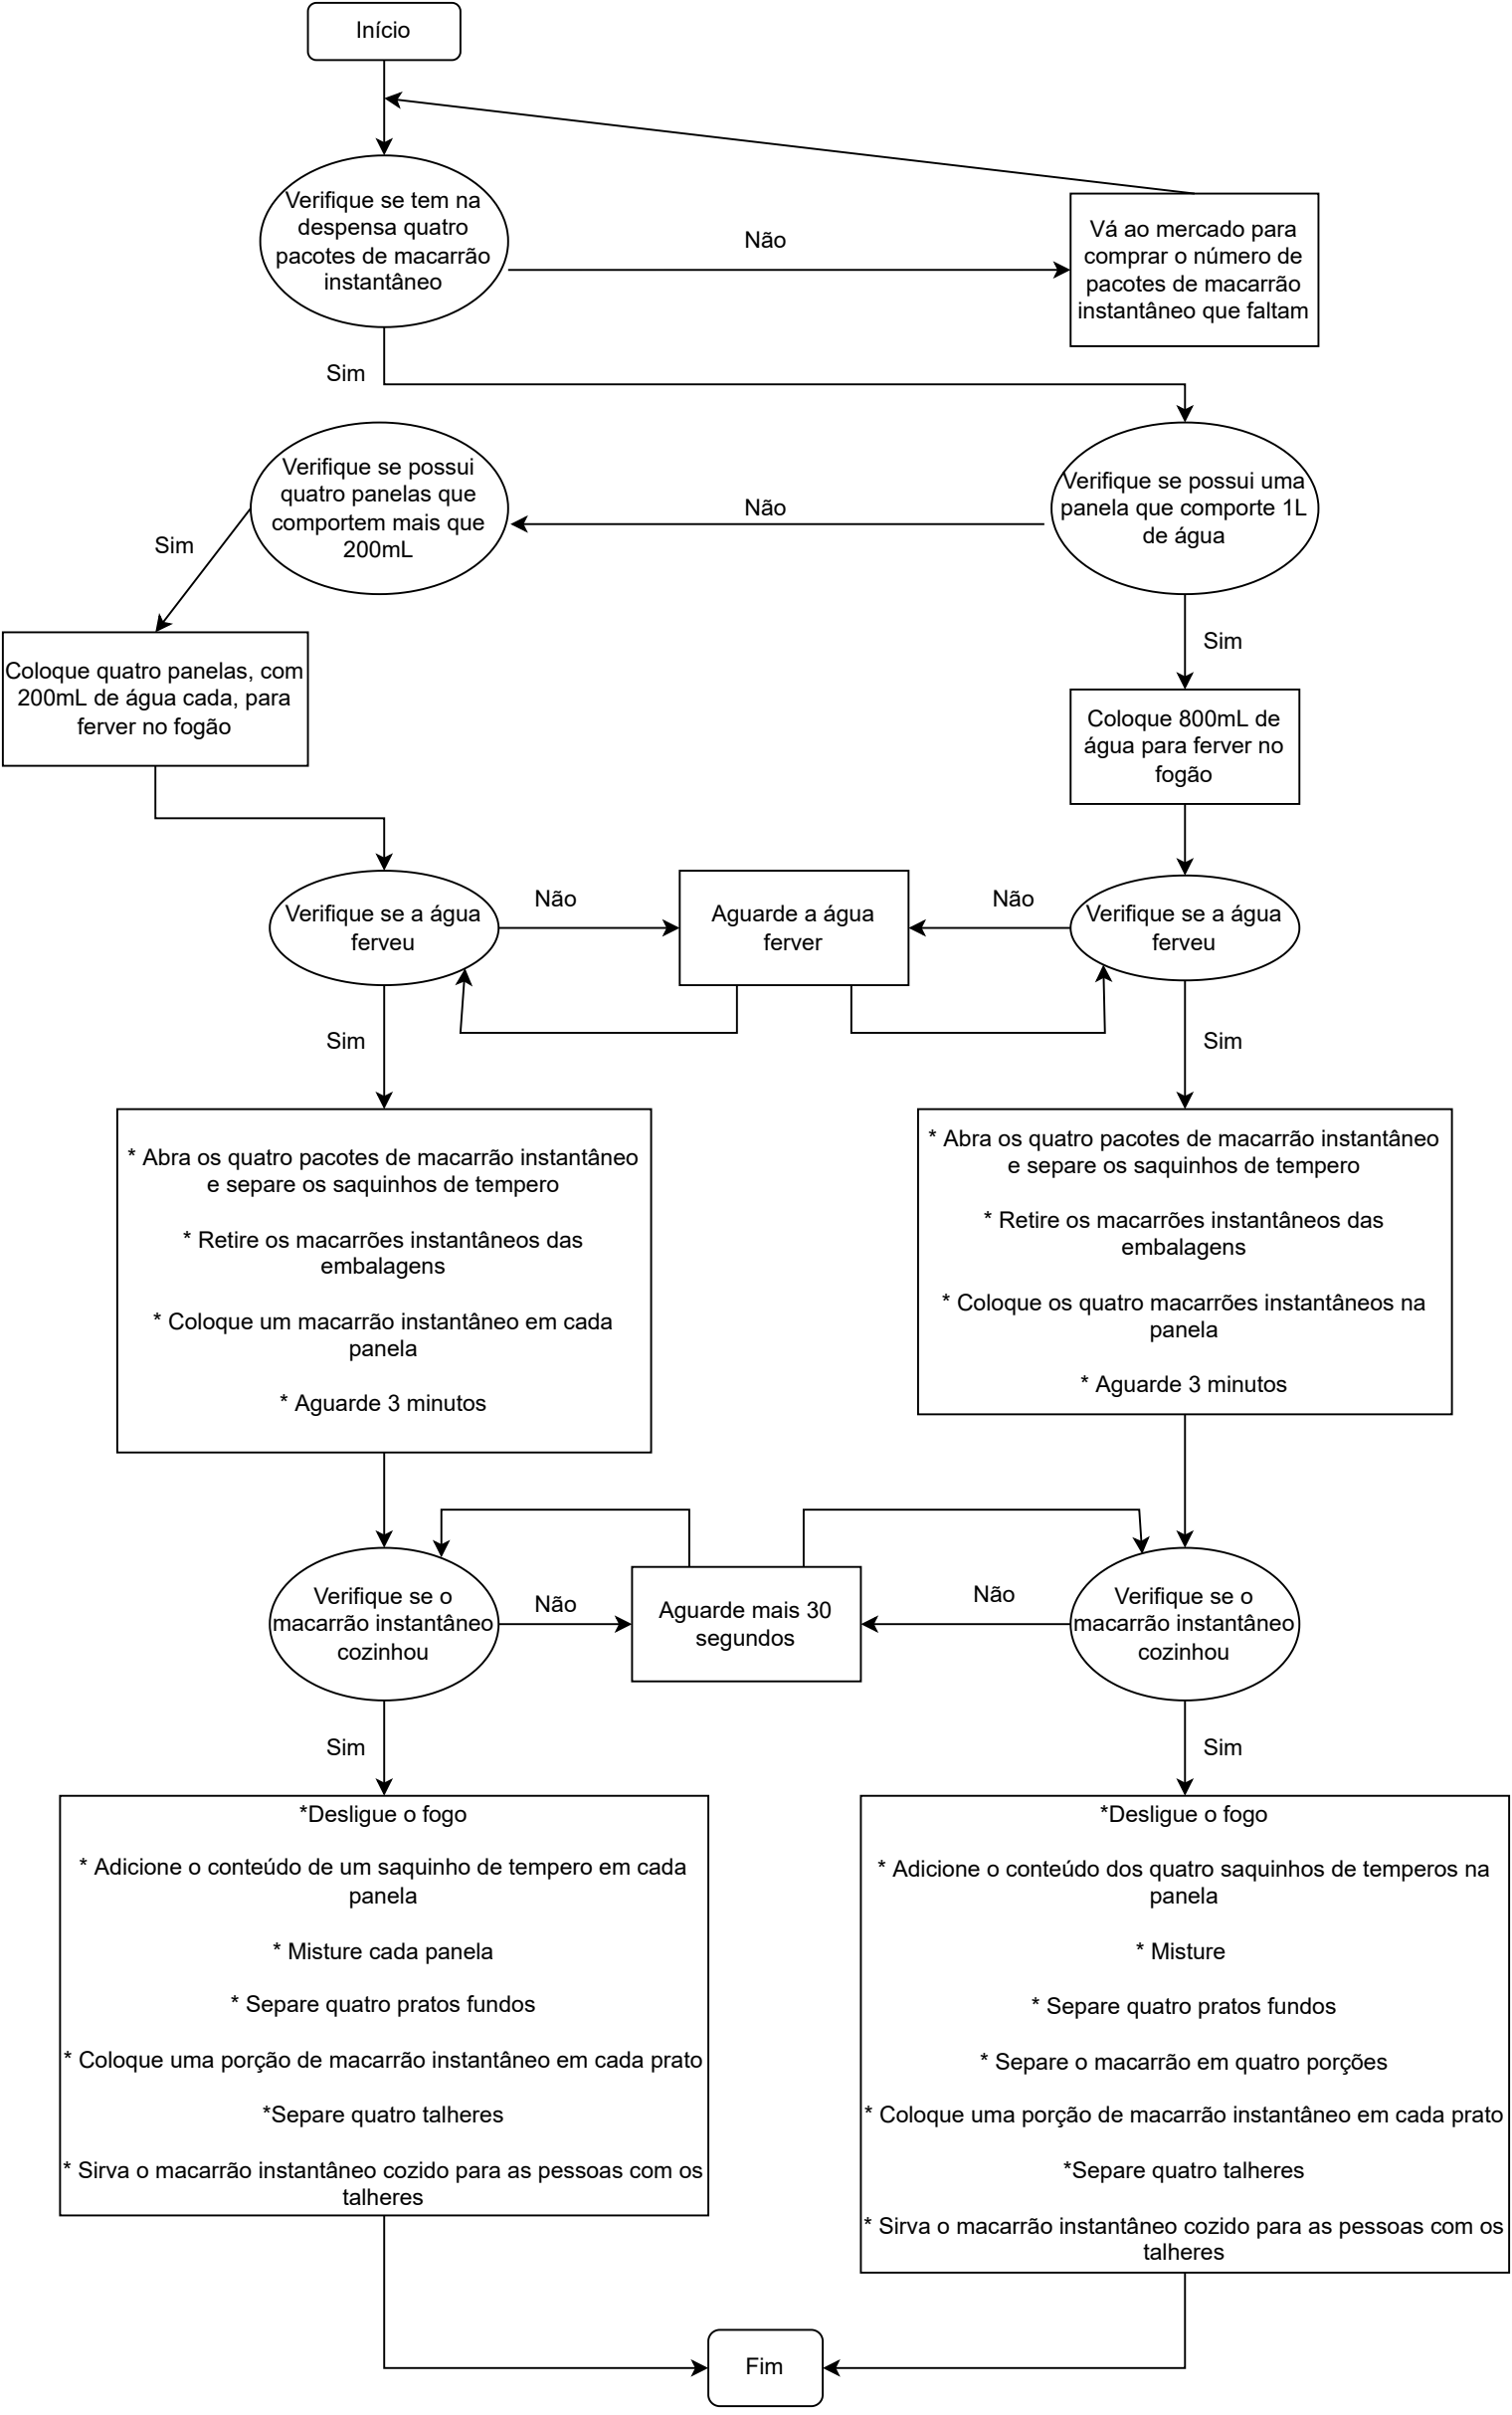 Início
Verifique se tem na
despensa quatro
pacotes de macarrão
instantâneo
Não
Vá ao mercado para
comprar o número de
pacotes de macarrão
instantâneo que faltam
Sim
Verifique se possui
quatro panelas que
comportem mais que
200mL
Não
Verifique se possui uma
panela que comporte 1L
de água
Sim
Sim
Coloque quatro panelas, com
200mL de água cada, para
ferver no fogão
Coloque 800mL de
água para ferver no
fogão
Verifique se a água
ferveu
Não
Aguarde a água
ferver
Não
Verifique se a água
ferveu
Sim
Sim
* Abra os quatro pacotes de macarrão instantâneo
e separe os saquinhos de tempero
* Retire os macarrões instantâneos das
embalagens
* Coloque um macarrão instantâneo em cada
panela
* Aguarde 3 minutos
* Abra os quatro pacotes de macarrão instantâneo
e separe os saquinhos de tempero
* Retire os macarrões instantâneos das
embalagens
* Coloque os quatro macarrões instantâneos na
panela
* Aguarde 3 minutos
Verifique se o
macarrão instantâneo
cozinhou
Não
Aguarde mais 30
segundos
Não
Verifique se o
macarrão instantâneo
cozinhou
Sim
Sim
*Desligue o fogo
* Adicione o conteúdo de um saquinho de tempero em cada
panela
* Misture cada panela
* Separe quatro pratos fundos
* Coloque uma porção de macarrão instantâneo em cada prato
*Separe quatro talheres
* Sirva o macarrão instantâneo cozido para as pessoas com os
talheres
*Desligue o fogo
* Adicione o conteúdo dos quatro saquinhos de temperos na
panela
* Misture
* Separe quatro pratos fundos
* Separe o macarrão em quatro porções
* Coloque uma porção de macarrão instantâneo em cada prato
*Separe quatro talheres
* Sirva o macarrão instantâneo cozido para as pessoas com os
talheres
Fim